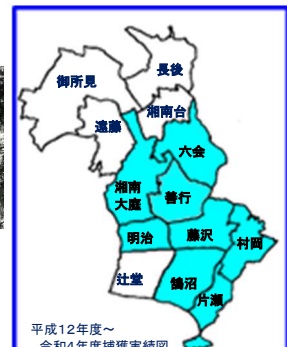 長後
御所見
湘南台
遠藤
六会
湘南
大庭
善行
明治
藤沢
村岡
辻堂
鵠沼
片瀬
平成12年度～
令和4年度捕獲実績図